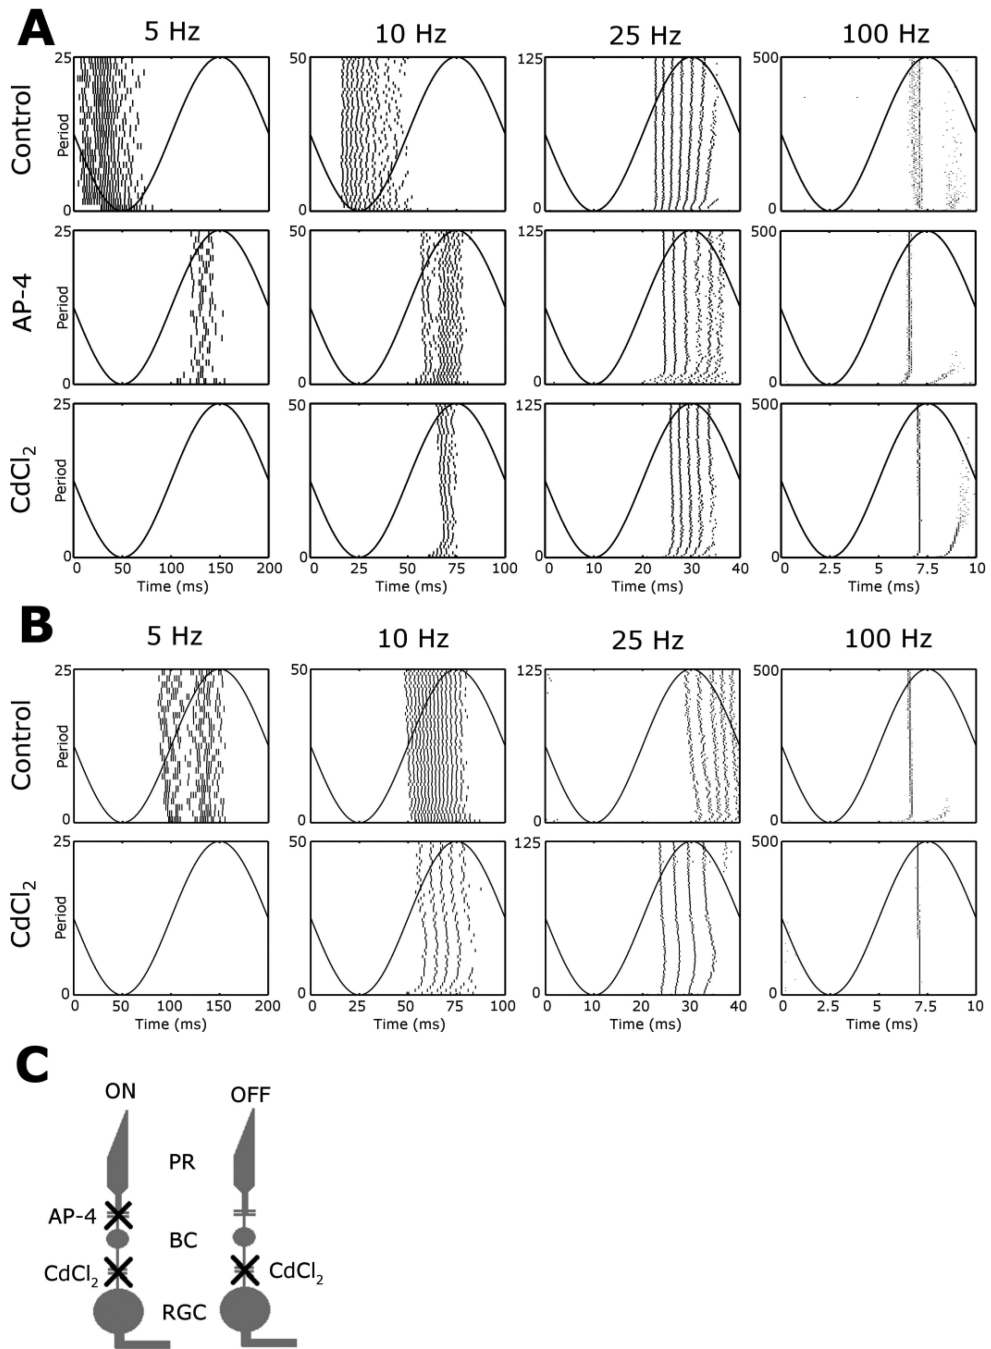 A
5 Hz 10 Hz 25 Hz 100 Hz
Control
Period
25 0
50 0
125 0
500 0
AP-4
Period
25 0
50 0
125 0
500 0
CdCl₂
Period
25 0
50 0
125 0
500 0
0 50 100 150 200
0 25 50 75 100
0 10 20 30 40
0 2.5 5 7.5 10
Time (ms) Time (ms) Time (ms) Time (ms)
B
5 Hz 10 Hz 25 Hz 100 Hz
Control
Period
25 0
50 0
125 0
500 0
CdCl₂
Period
25 0
50 0
125 0
500 0
0 50 100 150 200
0 25 50 75 100
0 10 20 30 40
0 2.5 5 7.5 10
Time (ms) Time (ms) Time (ms) Time (ms)
C
ON OFF
PR
AP-4
BC
CdCl₂ CdCl₂
RGC